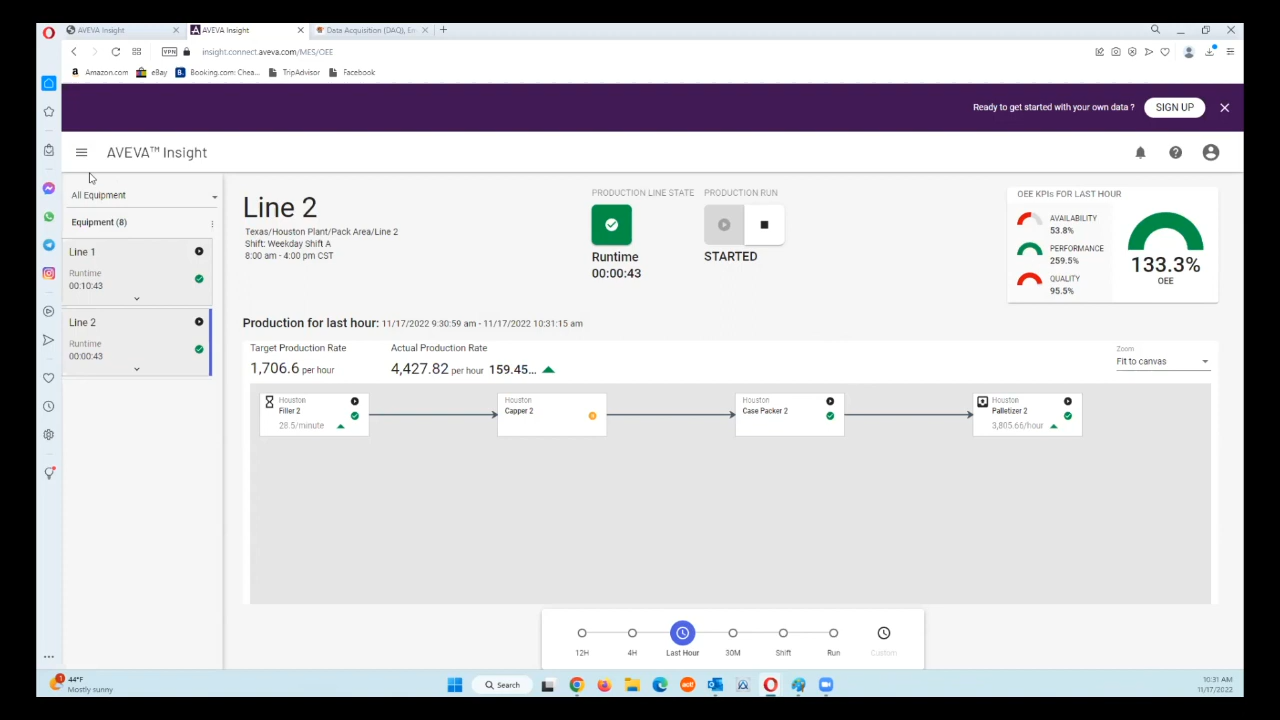 AVEVA Insight
AVEVA Insight
Data Acquisition (DAQ), En
VPN
insight.connect.aveva.com/MES/OEE
Amazon.com
eBay
Booking.com: Chea...
TripAdvisor
Facebook
Ready to get started with your own data ?
SIGN UP
AVEVA™ Insight
All Equipment
Equipment (8)
Line 1
Runtime
00:10:43
Line 2
Runtime
00:00:43
Line 2
Texas/Houston Plant/Pack Area/Line 2
Shift: Weekday Shift A
8:00 am - 4:00 pm CST
PRODUCTION LINE STATE
Runtime
00:00:43
PRODUCTION RUN
STARTED
OEE KPIs FOR LAST HOUR
AVAILABILITY
53.8%
PERFORMANCE
259.5%
QUALITY
95.5%
133.3%
OEE
Production for last hour: 11/17/2022 9:30:59 am - 11/17/2022 10:31:15 am
Target Production Rate
1,706.6 per hour
Actual Production Rate
4,427.82 per hour 159.45...
Zoom
Fit to canvas
Houston
Filler 2
28.5/minute
Houston
Capper 2
Houston
Case Packer 2
Houston
Palletizer 2
3,805.66/hour
12H
4H
Last Hour
30M
Shift
Run
Custom
1
44°F
Mostly sunny
Search
act!
10:31 AM
11/17/2022